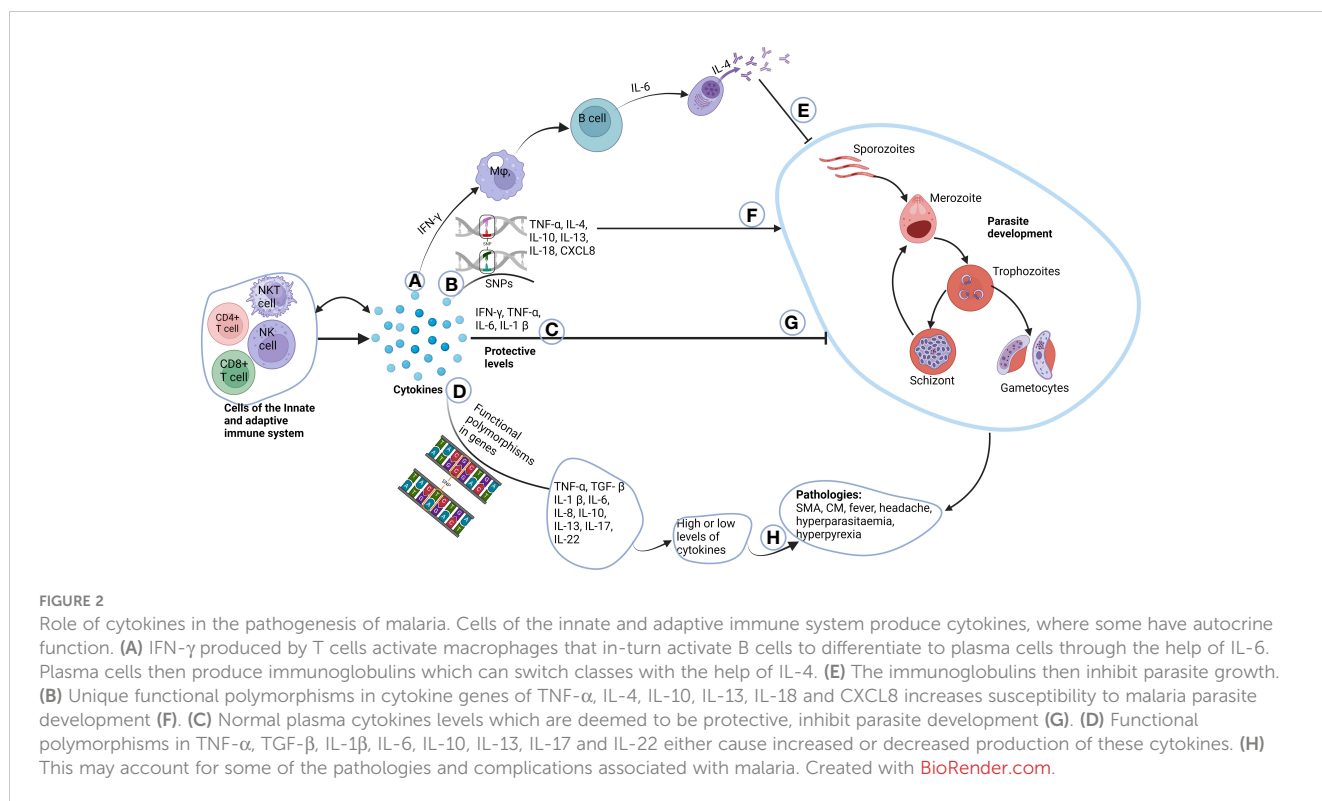 IL-4
IL-6
E
B cell
Sporozoites
Mφ,
Merozoite
IFN-γ
F
TNF-α, IL-4,
IL-10, IL-13,
IL-18, CXCL8
Parasite
development
SNP
Trophozoites
A
B
SNPs
NKT
cell
CD4+
T cell
NK
cell
CD8+
T cell
IFN-γ, TNF-α,
IL-6, IL-1 β
C
G
Protective
levels
Schizont
Gametocytes
Cytokines
D
Cells of the Innate
and adaptive
immune system
Functional
polymorphisms
in genes
SNP
TNF-α, TGF- β
IL-1 β, IL-6,
IL-8, IL-10,
IL-13, IL-17,
IL-22
High or low
levels of
cytokines
H
Pathologies:
SMA, CM, fever, headache,
hyperparasitaemia,
hyperpyrexia
FIGURE 2
Role of cytokines in the pathogenesis of malaria. Cells of the innate and adaptive immune system produce cytokines, where some have autocrine
function. (A) IFN-γ produced by T cells activate macrophages that in-turn activate B cells to differentiate to plasma cells through the help of IL-6.
Plasma cells then produce immunoglobulins which can switch classes with the help of IL-4. (E) The immunoglobulins then inhibit parasite growth.
(B) Unique functional polymorphisms in cytokine genes of TNF-α, IL-4, IL-10, IL-13, IL-18 and CXCL8 increases susceptibility to malaria parasite
development (F). (C) Normal plasma cytokines levels which are deemed to be protective, inhibit parasite development (G). (D) Functional
polymorphisms in TNF-α, TGF-β, IL-1β, IL-6, IL-10, IL-13, IL-17 and IL-22 either cause increased or decreased production of these cytokines. (H)
This may account for some of the pathologies and complications associated with malaria. Created with BioRender.com.